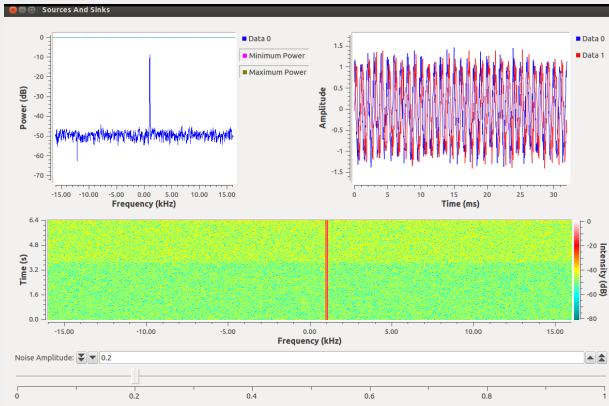 Sources And Sinks
0
-10
-20
-30
-40
-50
-60
-70
Power (dB)
-15.00 -10.00 -5.00 0.00 5.00 10.00 15.00
Frequency (kHz)
Data 0
Minimum Power
Maximum Power
1.5
1
0.5
0
-0.5
-1
-1.5
Amplitude
0 5 10 15 20 25 30
Time (ms)
Data 0
Data 1
6.4
4.8
3.2
1.6
0.0
Time (s)
-15.00 -10.00 -5.00 0.00 5.00 10.00 15.00
Frequency (kHz)
0
-20
-40
-60
-80
Intensity (dB)
Noise Amplitude: 0.2
0 0.2 0.4 0.6 0.8 1